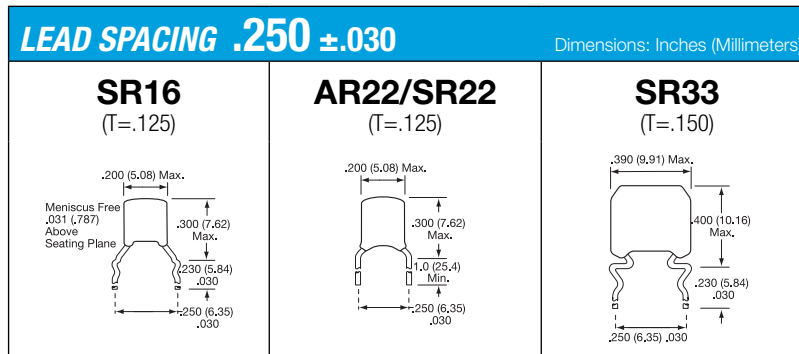 LEAD SPACING .250 ±.030
Dimensions: Inches (Millimeters)
SR16
(T=.125)
.200 (5.08) Max.
Meniscus Free
.031 (.787)
Above
Seating Plane
.300 (7.62)
Max.
.230 (5.84)
.030
.250 (6.35)
.030
AR22/SR22
(T=.125)
.200 (5.08) Max.
.300 (7.62)
Max.
1.0 (25.4)
Min.
.250 (6.35)
.030
SR33
(T=.150)
.390 (9.91) Max.
.400 (10.16)
Max.
.230 (5.84)
.030
.250 (6.35) .030